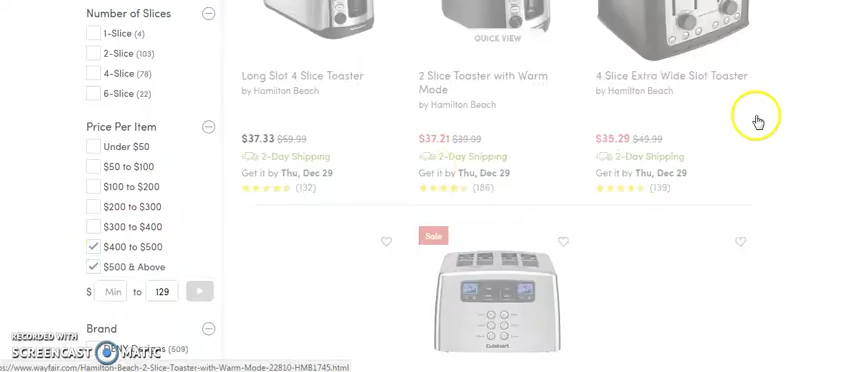 Number of Slices
1-Slice (4)
2-Slice (103)
4-Slice (78)
6-Slice (22)
Price Per Item
Under $50
$50 to $100
$100 to $200
$200 to $300
$300 to $400
$400 to $500
$500 & Above
$ Min to 129
Brand
DENY Designs (509)
QUICK VIEW
Long Slot 4 Slice Toaster
by Hamilton Beach
$37.33 $59.99
2-Day Shipping
Get it by Thu, Dec 29
(132)
2 Slice Toaster with Warm
Mode
by Hamilton Beach
$37.21 $39.99
2-Day Shipping
Get it by Thu, Dec 29
(186)
4 Slice Extra Wide Slot Toaster
by Hamilton Beach
$35.29 $49.99
2-Day Shipping
Get it by Thu, Dec 29
(139)
Sale
Cuisinart
RECORDED WITH
SCREENCAST MATIC
ps://www.wayfair.com/Hamilton-Beach-2-Slice-Toaster-with-Warm-Mode-22810-HMB1745.html